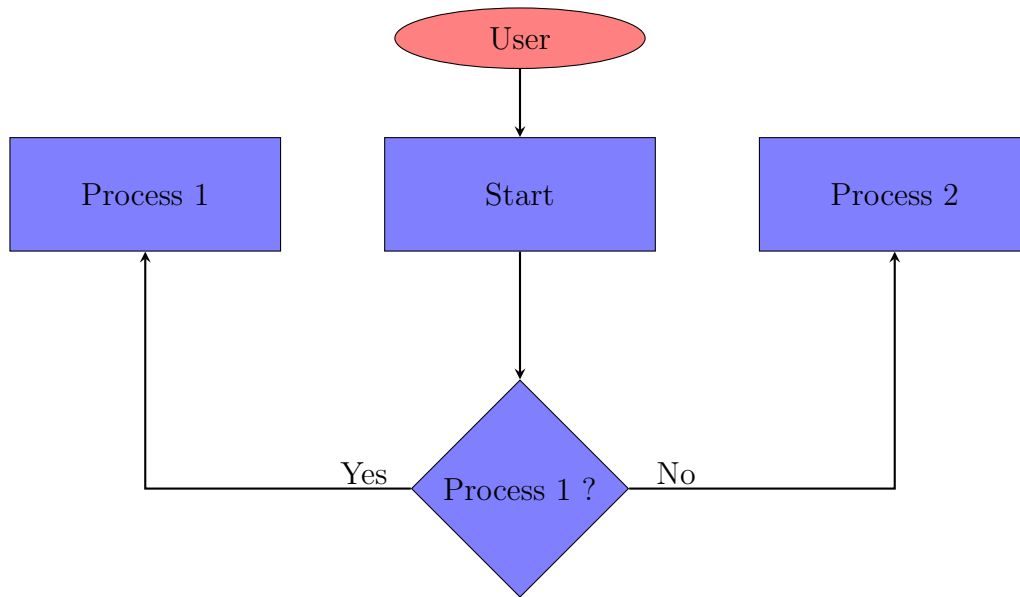 User
Process 1
Start
Process 2
Yes
Process 1 ?
No